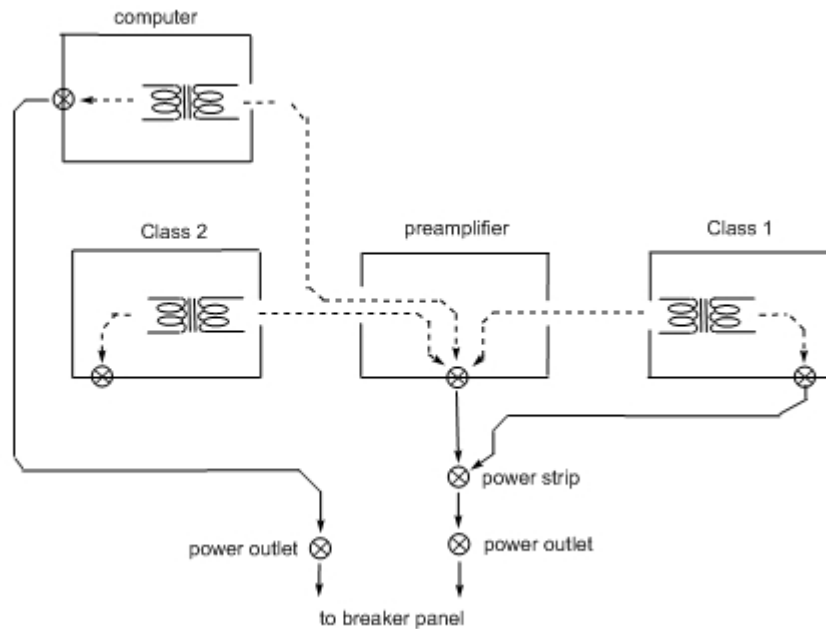 computer
Class 2
preamplifier
Class 1
power strip
power outlet
power outlet
to breaker panel